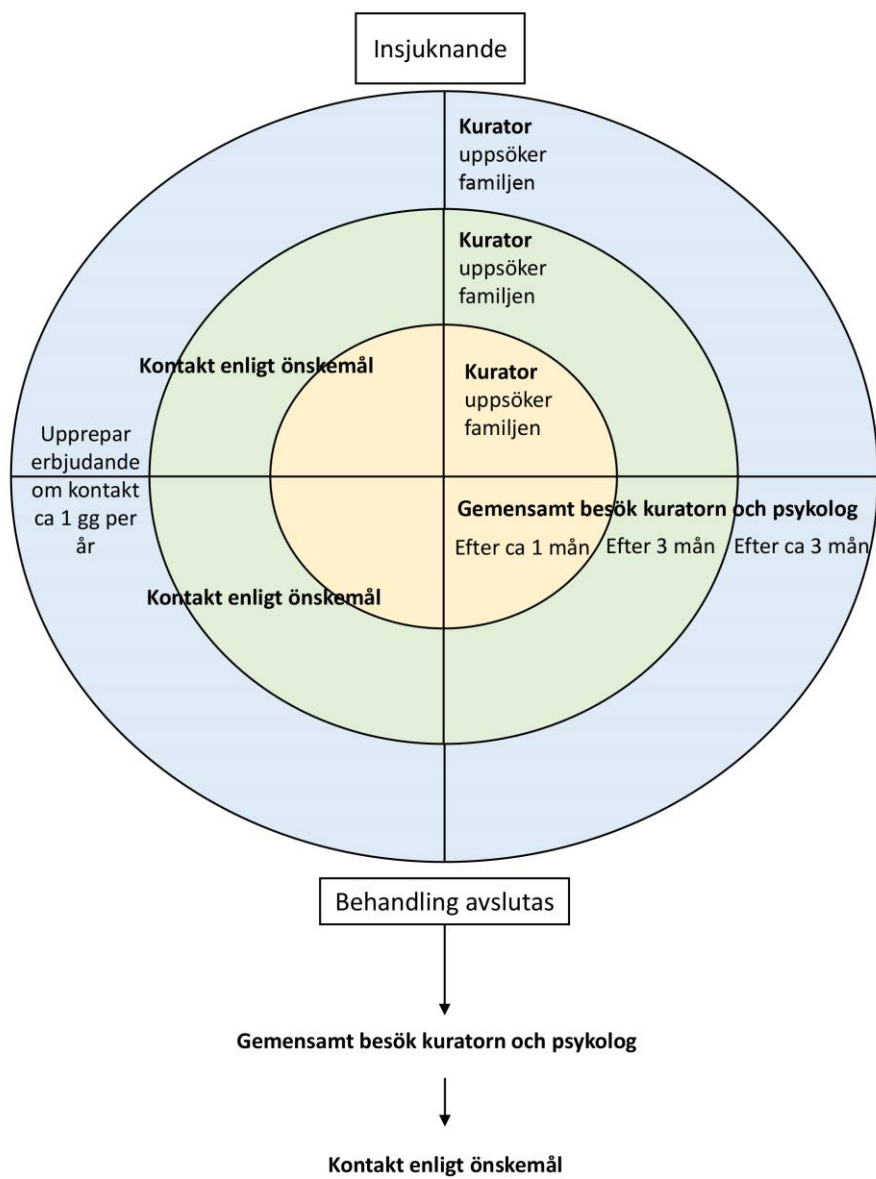 Insjuknande
Kurator
uppsöker
familjen
Kurator
uppsöker
familjen
Kontakt enligt önskemål
Kurator
uppsöker
familjen
Upprepar
erbjudande
om kontakt
ca 1 gg per
år
Gemensamt besök kuratorn och psykolog
Efter ca 1 mån
Efter 3 mån
Efter ca 3 mån
Kontakt enligt önskemål
Behandling avslutas
Gemensamt besök kuratorn och psykolog
Kontakt enligt önskemål